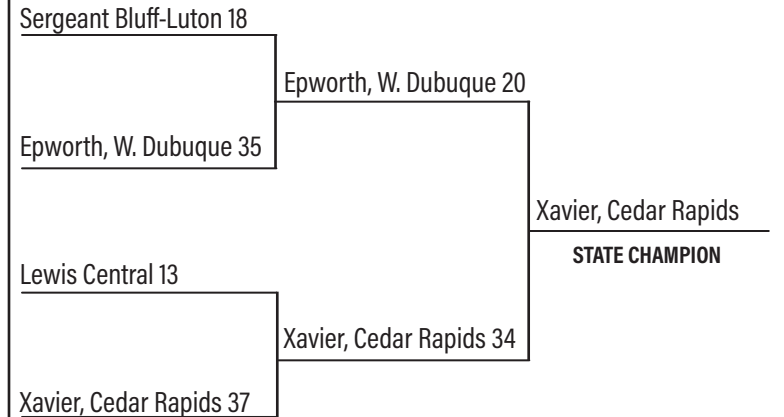 Sergeant Bluff-Luton 18
Epworth, W. Dubuque 20
Epworth, W. Dubuque 35
Xavier, Cedar Rapids
STATE CHAMPION
Lewis Central 13
Xavier, Cedar Rapids 34
Xavier, Cedar Rapids 37